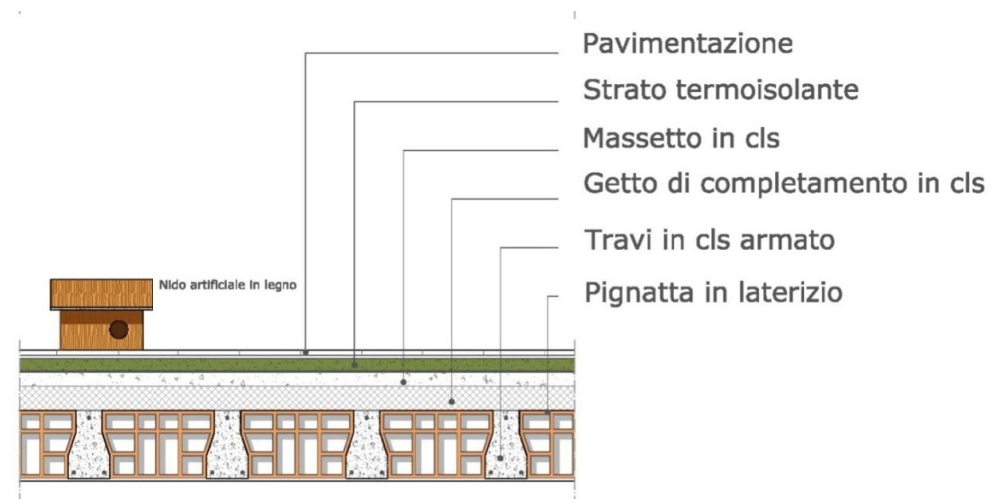 Pavimentazione
Strato termoisolante
Massetto in cls
Getto di completamento in cls
Travi in cls armato
Pignatta in laterizio
Nido artificiale in legno